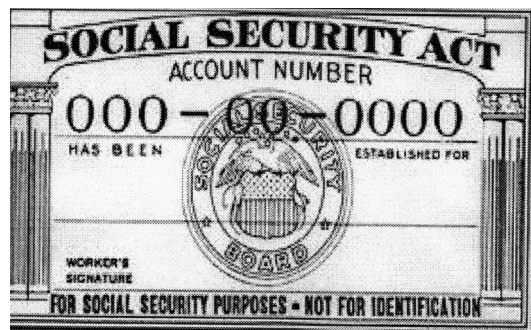 SOCIAL SECURITY ACT
ACCOUNT NUMBER
000-00-0000
HAS BEEN ESTABLISHED FOR
SOCIAL SECURITY
BOARD
WORKER'S
SIGNATURE
FOR SOCIAL SECURITY PURPOSES • NOT FOR IDENTIFICATION